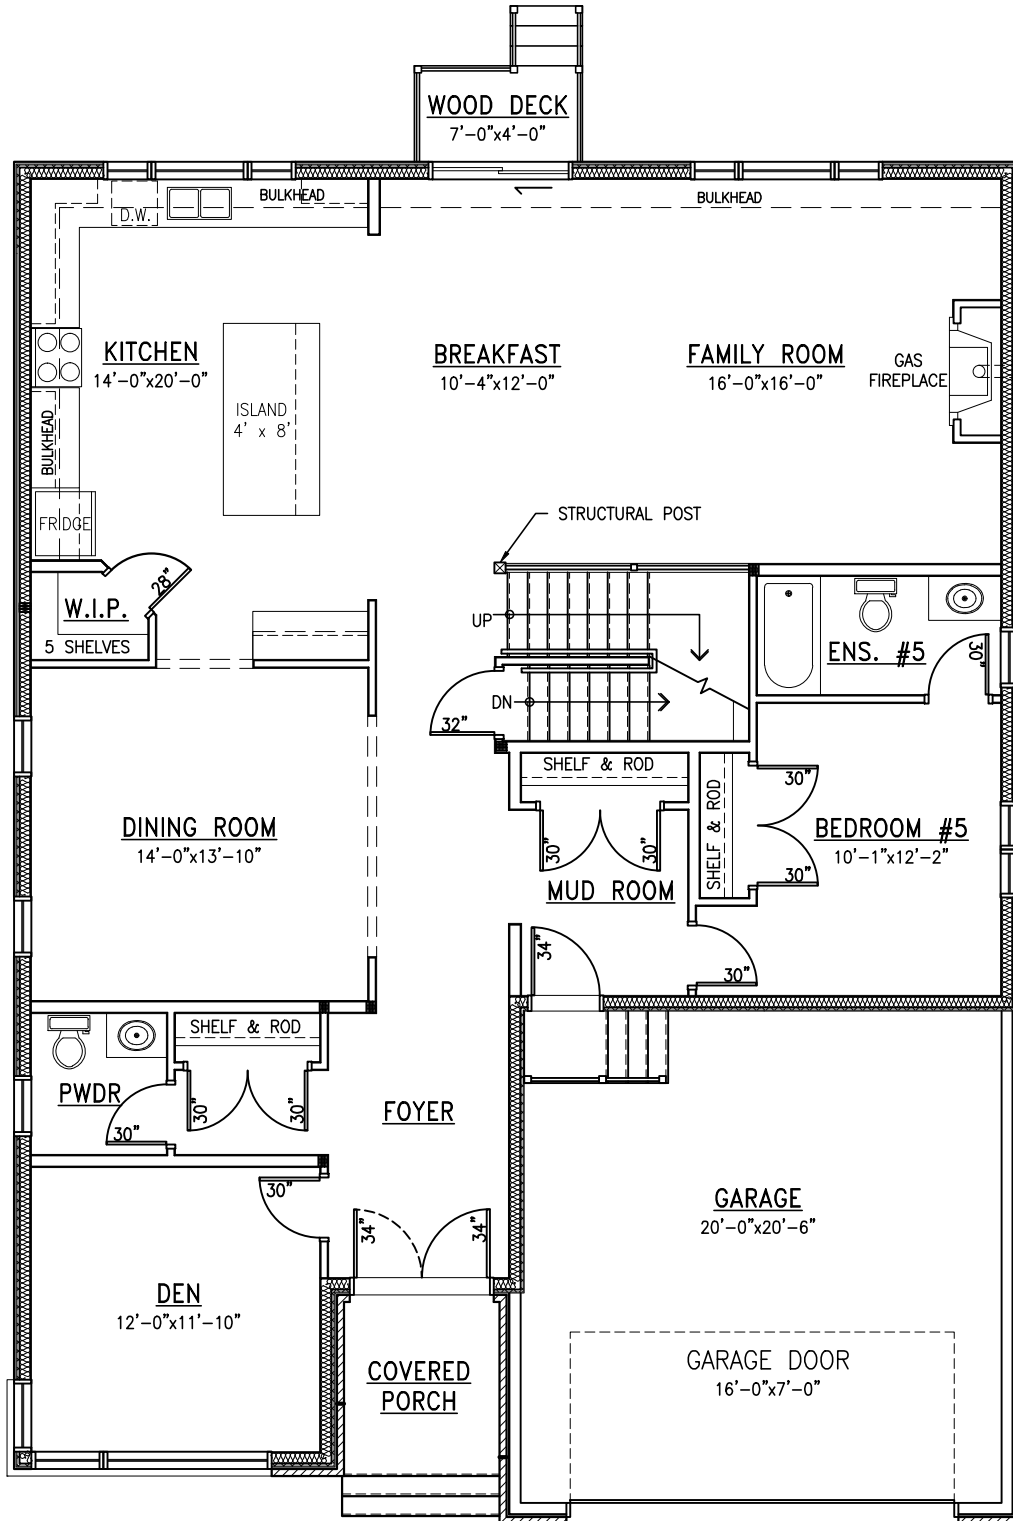 WOOD DECK
7'-0"x4'-0"
BULKHEAD
BULKHEAD
D.W.
KITCHEN
14'-0"x20'-0"
BREAKFAST
10'-4"x12'-0"
FAMILY ROOM
16'-0"x16'-0"
GAS
FIREPLACE
ISLAND
4' x 8'
BULKHEAD
FRIDGE
STRUCTURAL POST
28"
W.I.P.
5 SHELVES
UP
ENS. #5
30"
DN
32"
SHELF & ROD
SHELF & ROD
30"
30"
30"
30"
DINING ROOM
14'-0"x13'-10"
BEDROOM #5
10'-1"x12'-2"
MUD ROOM
34"
30"
SHELF & ROD
PWDR
30"
30"
30"
FOYER
30"
34"
34"
GARAGE
20'-0"x20'-6"
DEN
12'-0"x11'-10"
COVERED
PORCH
GARAGE DOOR
16'-0"x7'-0"